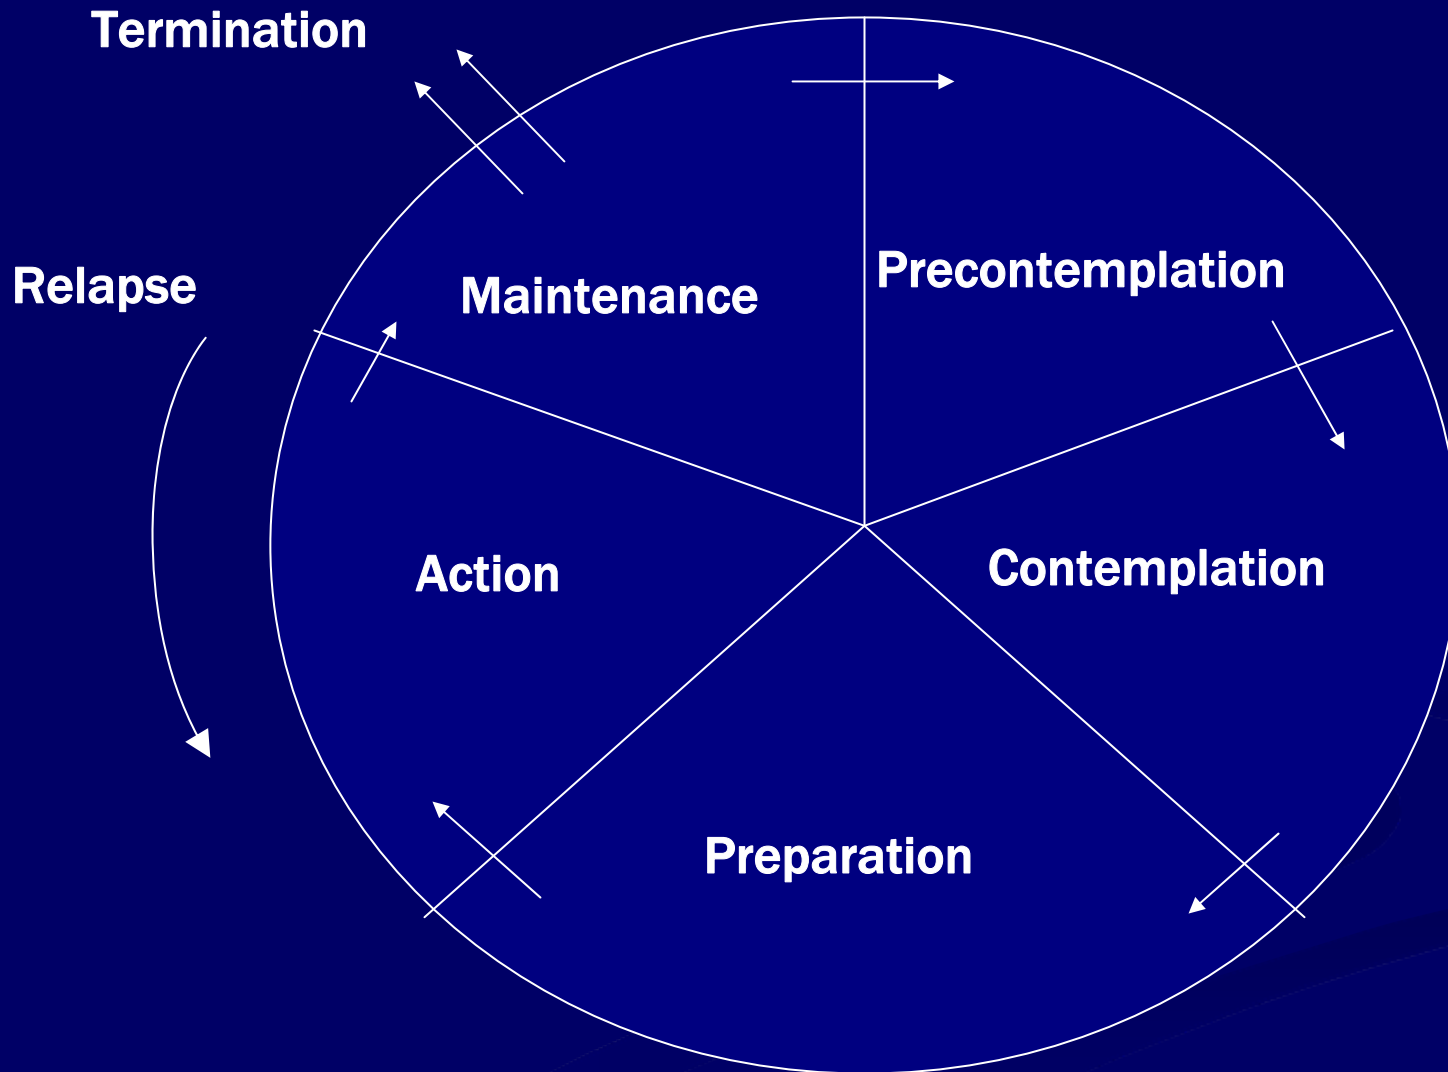 Termination
Relapse
Maintenance
Precontemplation
Action
Contemplation
Preparation